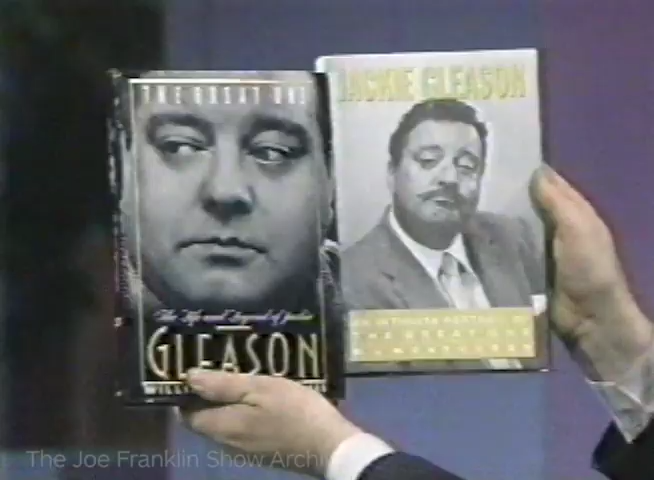 THE GREAT ONE
The Life and Legend of Jackie
GLEASON
JACKIE GLEASON
AN INTIMATE PORTRAIT OF
THE GREAT ONE
The Joe Franklin Show Archi